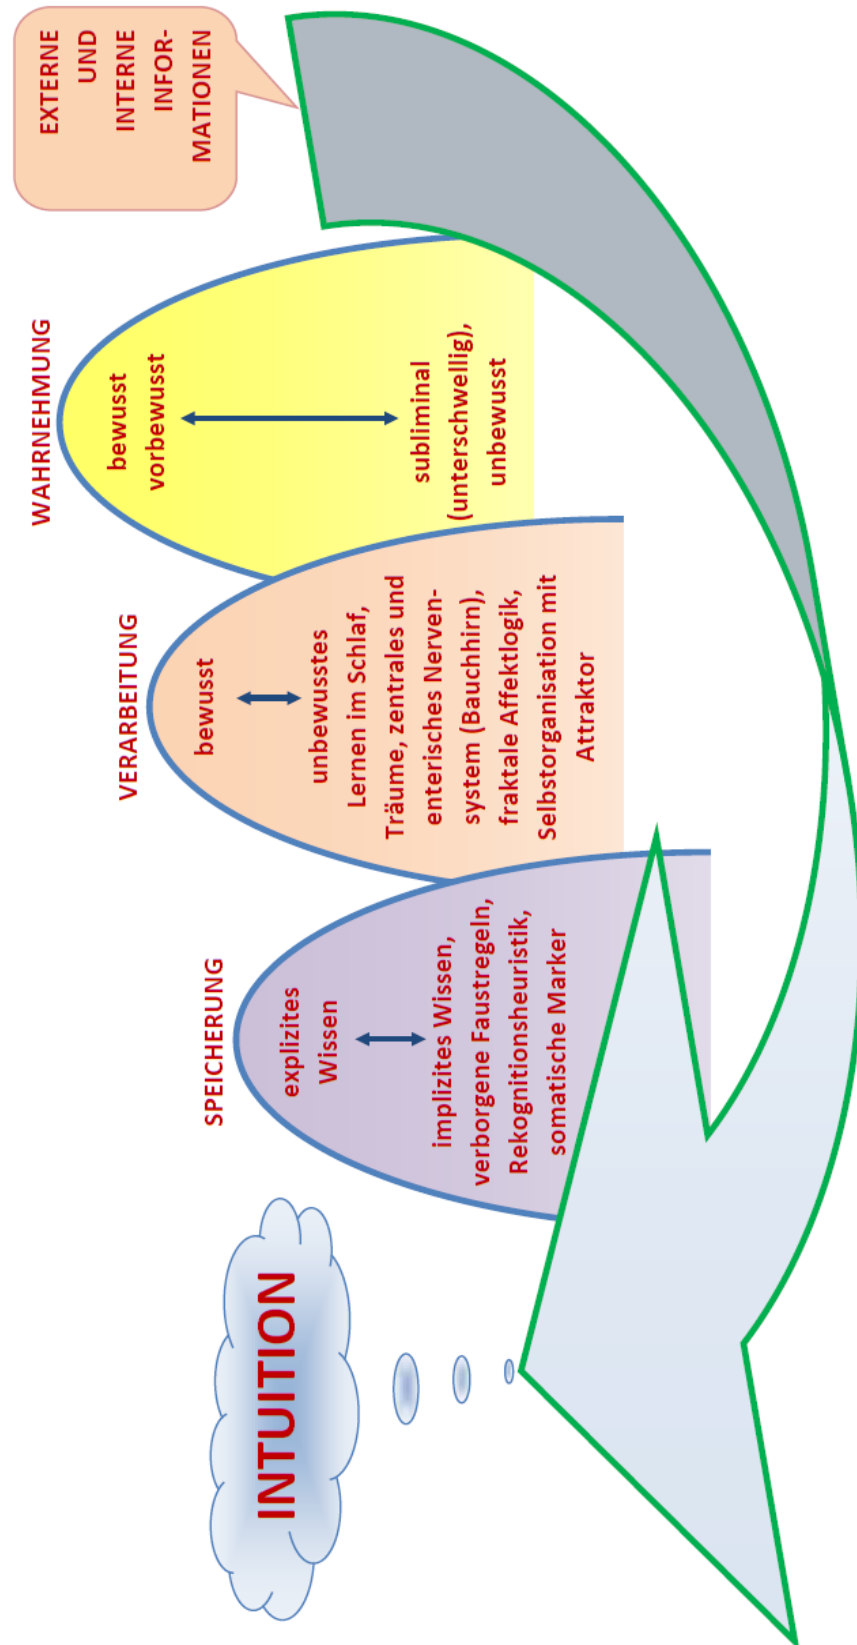 INTUITION
SPEICHERUNG
explizites
Wissen
implizites Wissen,
verborgene Faustregeln,
Rekognitionsheuristik,
somatische Marker
VERARBEITUNG
bewusst
unbewusstes
Lernen im Schlaf,
Träume, zentrales und
enterisches Nerven-
system (Bauchhirn),
fraktale Affektlogik,
Selbstorganisation mit
Attraktor
WAHRNEHMUNG
bewusst
vorbewusst
subliminal
(unterschwellig),
unbewusst
EXTERNE
UND
INTERNE
INFOR-
MATIONEN